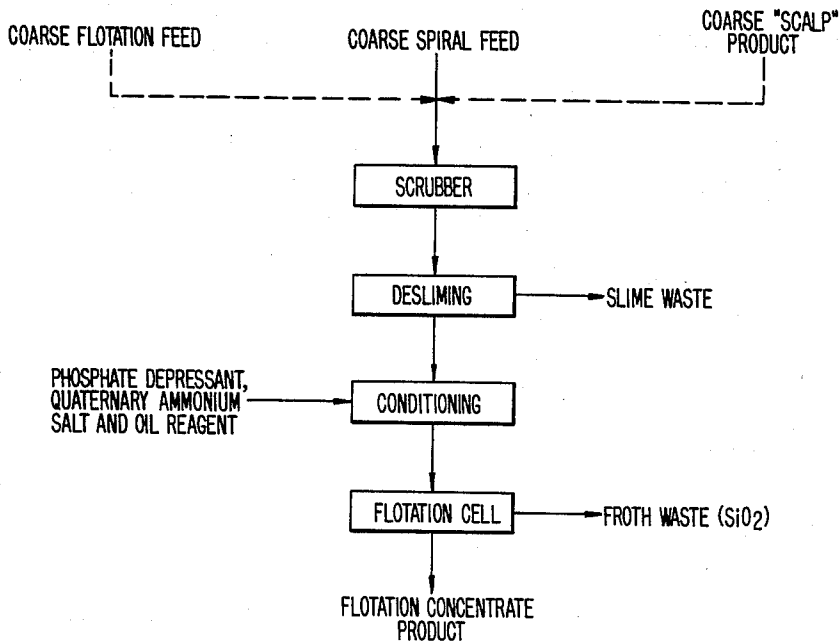 COARSE FLOTATION FEED
COARSE SPIRAL FEED
COARSE "SCALP"
PRODUCT
SCRUBBER
DESLIMING
SLIME WASTE
PHOSPHATE DEPRESSANT,
QUATERNARY AMMONIUM
SALT AND OIL REAGENT
CONDITIONING
FLOTATION CELL
FROTH WASTE (SiO2)
FLOTATION CONCENTRATE
PRODUCT